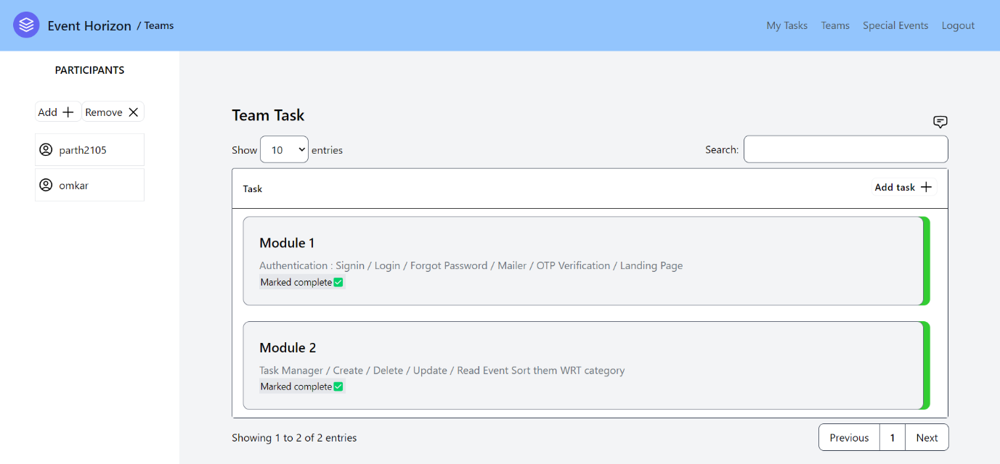 Event Horizon / Teams
My Tasks Teams Special Events Logout
PARTICIPANTS
Add Remove
parth2105
omkar
Team Task
Show 10 entries
Search:
Task
Add task
Module 1
Authentication : Signin / Login / Forgot Password / Mailer / OTP Verification / Landing Page
Marked complete✅
Module 2
Task Manager / Create / Delete / Update / Read Event Sort them WRT category
Marked complete✅
Showing 1 to 2 of 2 entries
Previous 1 Next